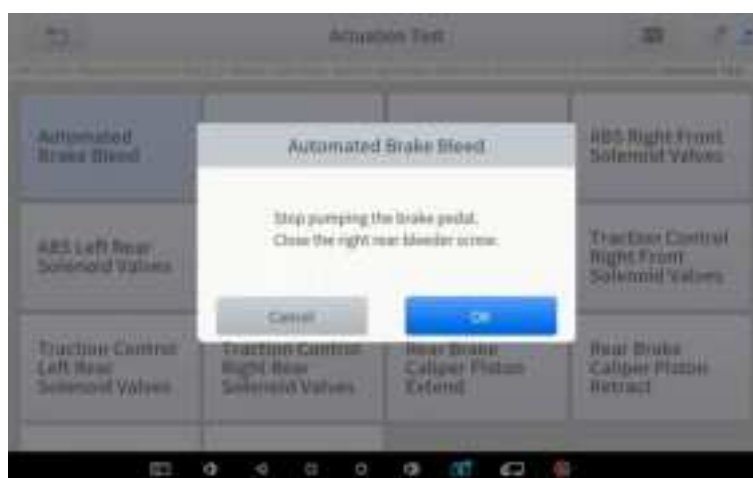 Actuation Test
Automated
Brake Bleed
ABS Right Front
Solenoid Valves
Automated Brake Bleed
Stop pumping the brake pedal.
Close the right rear bleeder screw.
Cancel
OK
ABS Left Rear
Solenoid Valves
Traction Control
Right Front
Solenoid Valves
Traction Control
Left Rear
Solenoid Valves
Traction Control
Right Rear
Solenoid Valves
Rear Brake
Caliper Piston
Extend
Rear Brake
Caliper Piston
Retract